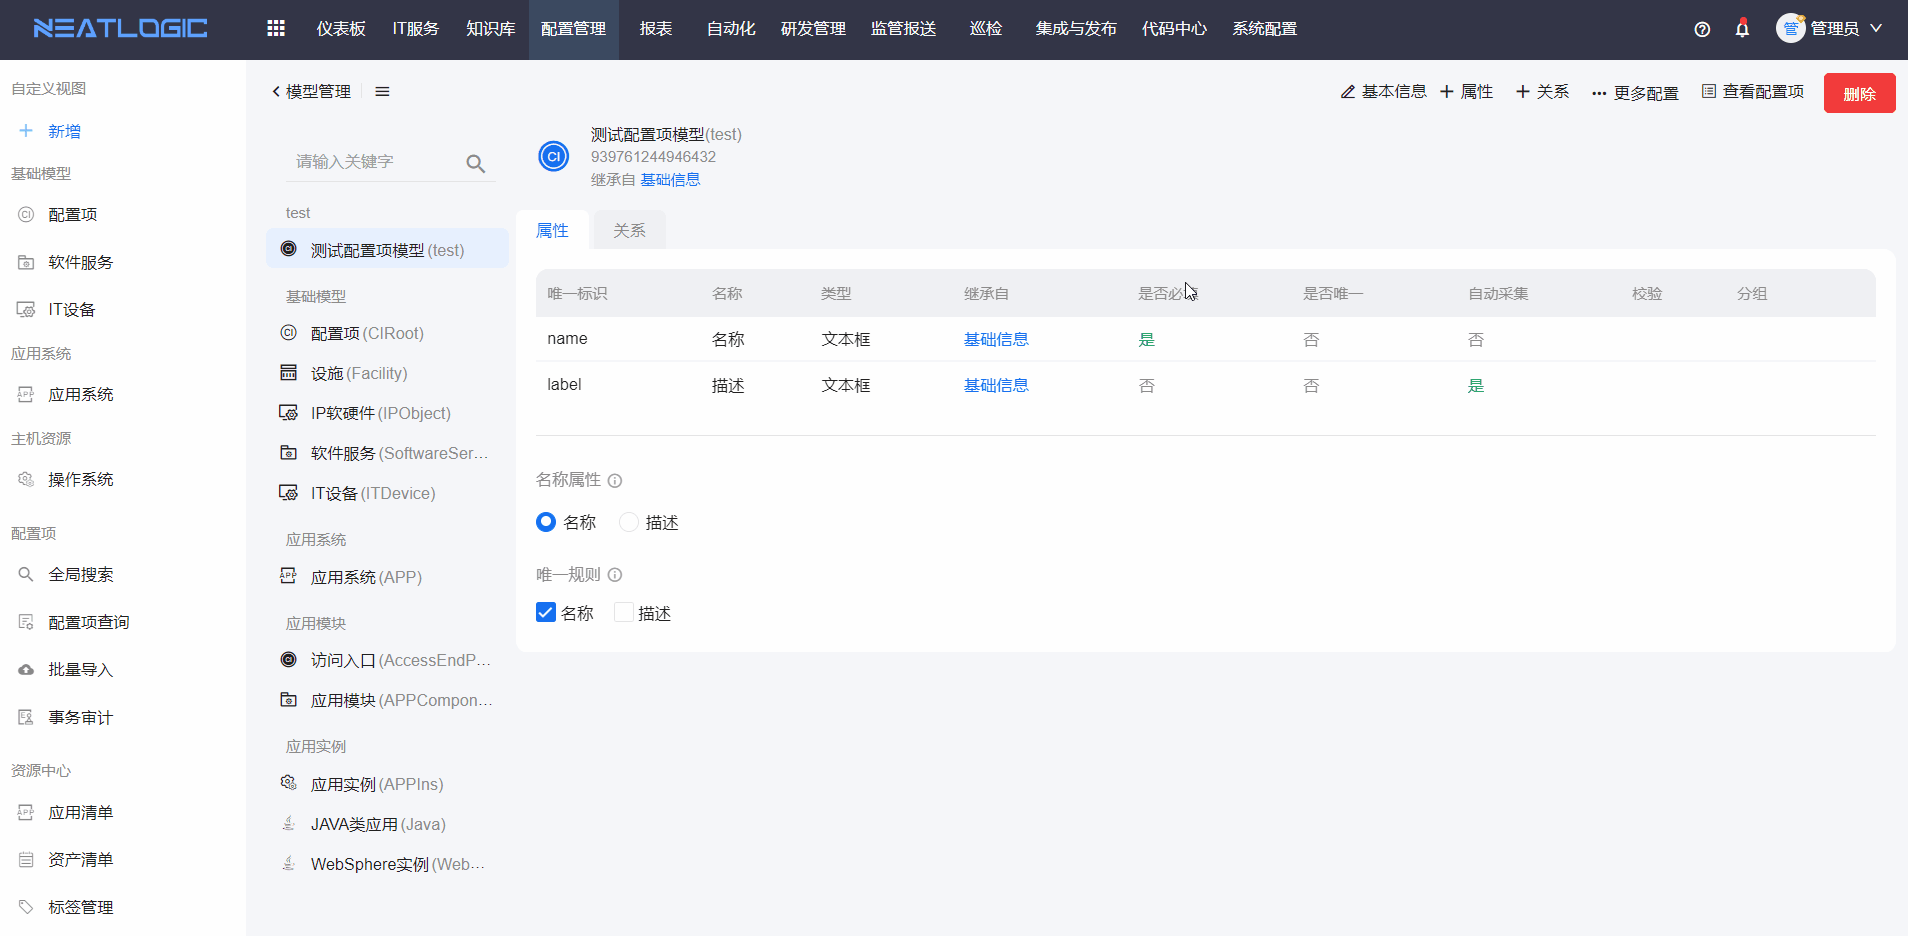 NEATLOGIC
仪表板 IT服务 知识库 配置管理 报表 自动化 研发管理 监管报送 巡检 集成与发布 代码中心 系统配置
管 管理员
自定义视图
新增
基础模型
配置项
软件服务
IT设备
应用系统
应用系统
主机资源
操作系统
配置项
全局搜索
配置项查询
批量导入
事务审计
资源中心
应用清单
资产清单
标签管理
模型管理
请输入关键字
test
测试配置项模型(test)
基础模型
配置项(CIRoot)
设施(Facility)
IP软硬件(IPObject)
软件服务(SoftwareSer...
IT设备(ITDevice)
应用系统
应用系统(APP)
应用模块
访问入口(AccessEndP...
应用模块(APPCompon...
应用实例
应用实例(APPIns)
JAVA类应用(Java)
WebSphere实例(Web...
基本信息 属性 关系 更多配置 查看配置项 删除
CI
测试配置项模型(test)
939761244946432
继承自 基础信息
属性 关系
唯一标识 名称 类型 继承自 是否必 是否唯一 自动采集 校验 分组
name 名称 文本框 基础信息 是 否 否
label 描述 文本框 基础信息 否 否 是
名称属性
名称 描述
唯一规则
名称 描述